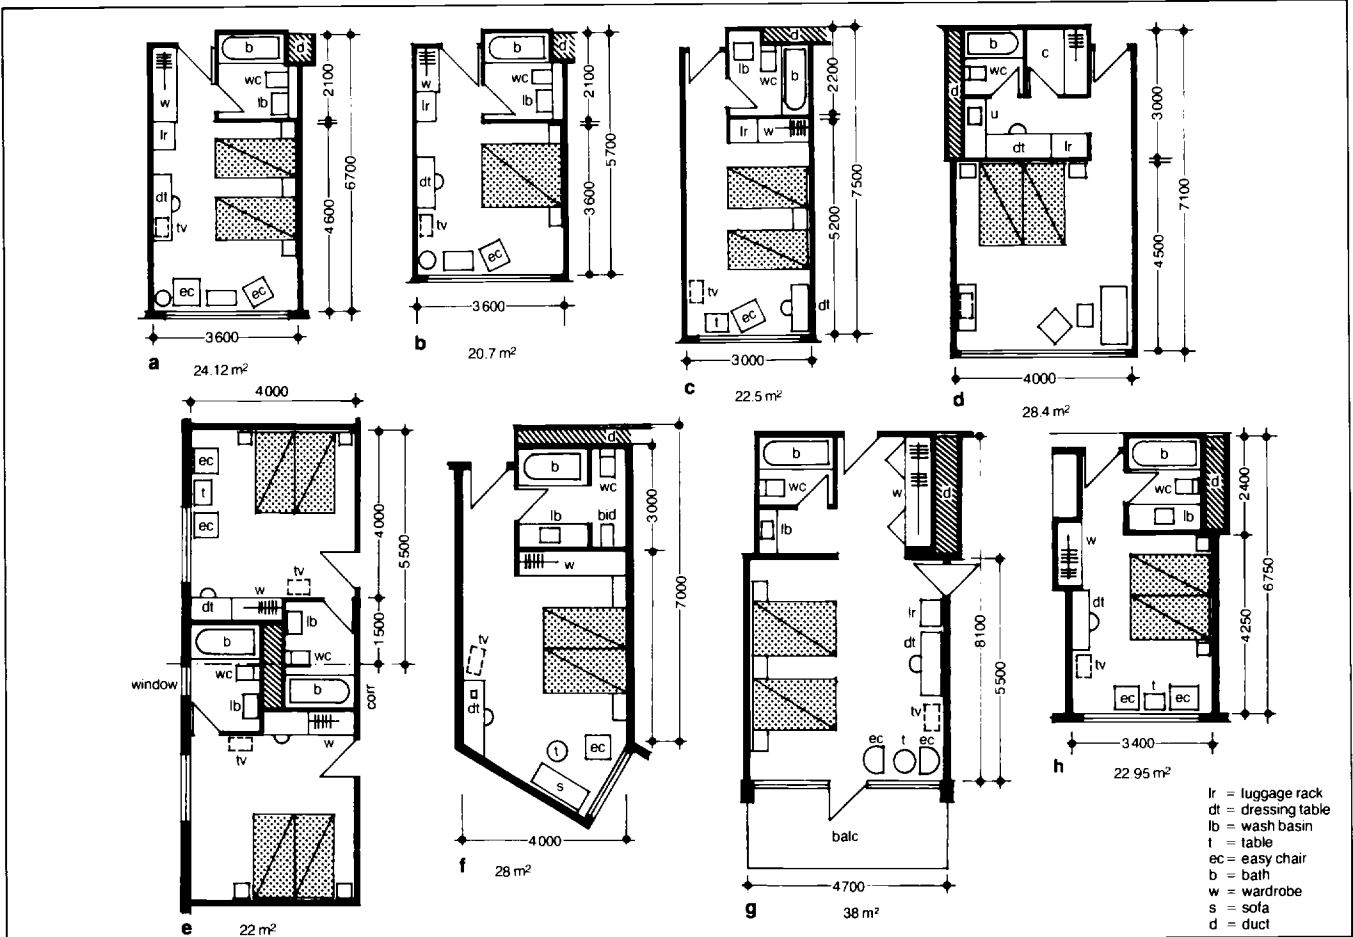 b
d
wc
lb
w
lr
dt
tv
ec
ec
2100
4600
6700
3600
a
24.12 m²
b
d
wc
lb
w
lr
dt
tv
ec
2100
3600
5700
3600
b
20.7 m²
d
lb
wc
b
lr
w
tv
t
ec
dt
2200
5200
7500
3000
c
22.5 m²
d
b
c
wc
u
dt
lr
3000
4500
7100
4000
d
28.4 m²
4000
ec
t
ec
tv
w
dt
lb
b
wc
wc
window
lb
b
corr
w
tv
4000
1500
5500
e
22 m²
d
b
wc
lb
bid
w
tv
dt
t
ec
s
3000
7000
4000
f
28 m²
b
wc
lb
w
d
lr
dt
tv
ec
t
ec
balc
8100
5500
4700
g
38 m²
b
d
wc
lb
w
dt
tv
t
ec
ec
2400
4250
6750
3400
h
22.95 m²
lr = luggage rack
dt = dressing table
lb = wash basin
t = table
ec = easy chair
b = bath
w = wardrobe
s = sofa
d = duct